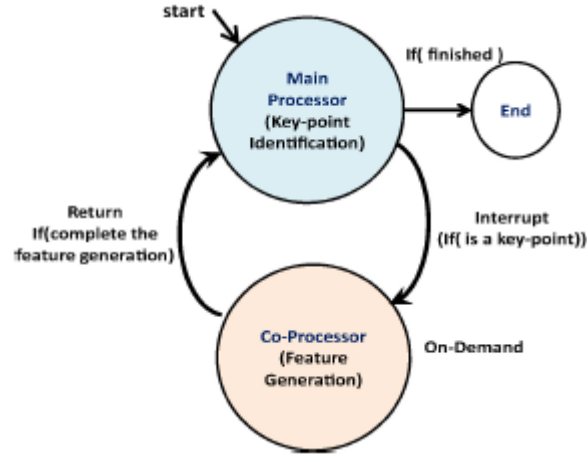 start
If( finished )
Main
Processor
(Key-point
Identification)
End
Return
If(complete the
feature generation)
Interrupt
(If( is a key-point))
Co-Processor
(Feature
Generation)
On-Demand